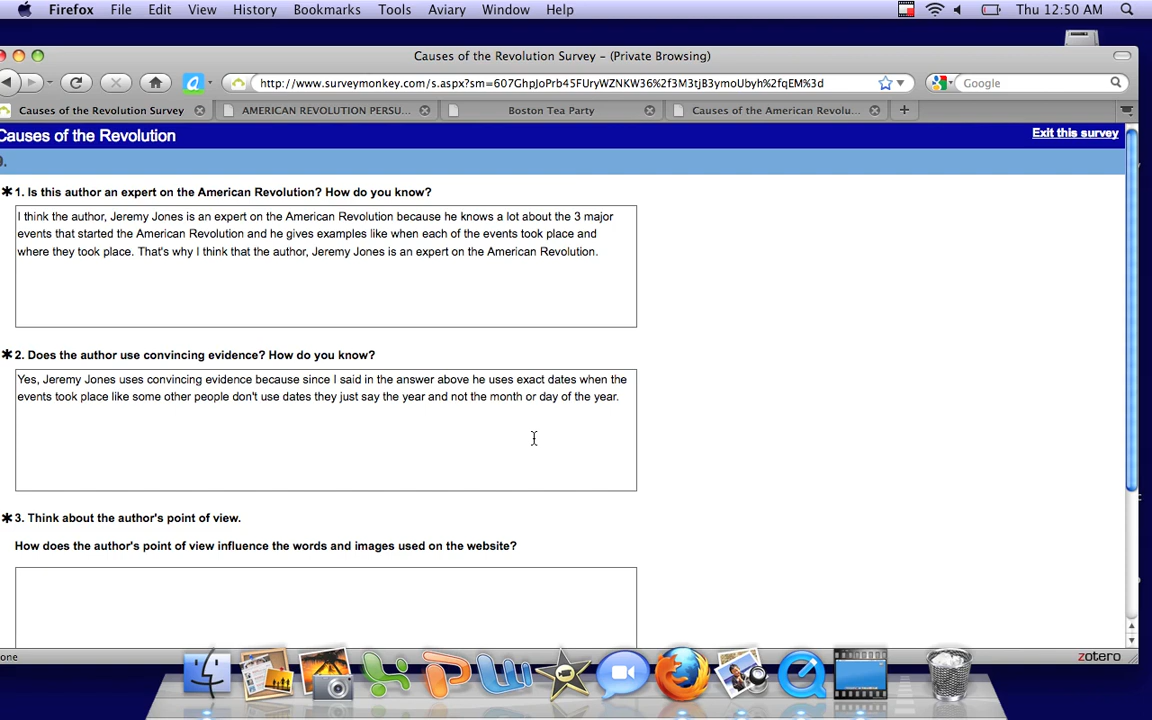 Firefox File Edit View History Bookmarks Tools Aviary Window Help Thu 12:50 AM
Causes of the Revolution Survey – (Private Browsing)
http://www.surveymonkey.com/s.aspx?sm=607GhpJoPrb45FUryWZNKW36%2f3M3tjB3ymoUbyh%2fqEM%3d Google
Causes of the Revolution Survey AMERICAN REVOLUTION PERSU... Boston Tea Party Causes of the American Revolu...
Causes of the Revolution Exit this survey
1. Is this author an expert on the American Revolution? How do you know?
I think the author, Jeremy Jones is an expert on the American Revolution because he knows a lot about the 3 major
events that started the American Revolution and he gives examples like when each of the events took place and
where they took place. That's why I think that the author, Jeremy Jones is an expert on the American Revolution.
2. Does the author use convincing evidence? How do you know?
Yes, Jeremy Jones uses convincing evidence because since I said in the answer above he uses exact dates when the
events took place like some other people don't use dates they just say the year and not the month or day of the year.
3. Think about the author's point of view.
How does the author's point of view influence the words and images used on the website?
one zotero